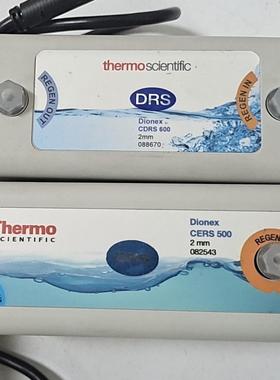 thermoscientific
REGEN OUT
DRS
REGEN IN
Dionex
CDRS 600
2mm
088670
Thermo
SCIENTIFIC
Dionex
CERS 500
2 mm
082543
REGEN